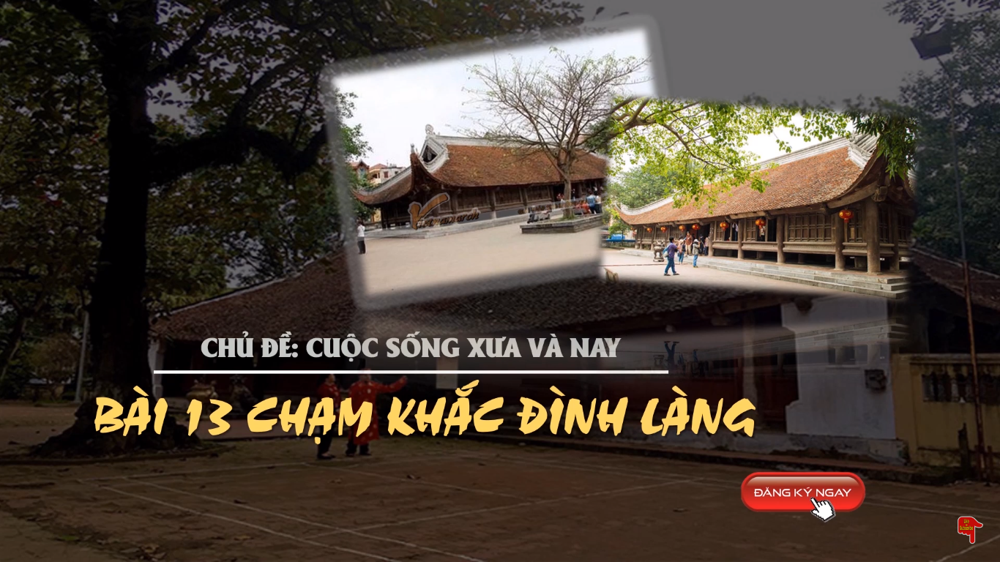 CHỦ ĐỀ: CUỘC SỐNG XƯA VÀ NAY
BÀI 13 CHẠM KHẮC ĐÌNH LÀNG
ĐĂNG KÝ NGAY